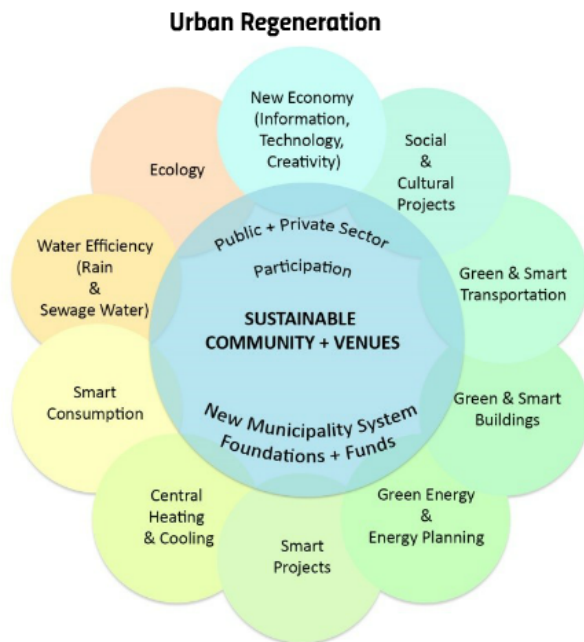 Urban Regeneration
New Economy
(Information,
Technology,
Creativity)
Social
&
Cultural
Projects
Green & Smart
Transportation
Green & Smart
Buildings
Green Energy
&
Energy Planning
Smart
Projects
Central
Heating
& Cooling
Smart
Consumption
Water Efficiency
(Rain
&
Sewage Water)
Ecology
Public + Private Sector
Participation
SUSTAINABLE
COMMUNITY + VENUES
New Municipality System
Foundations + Funds